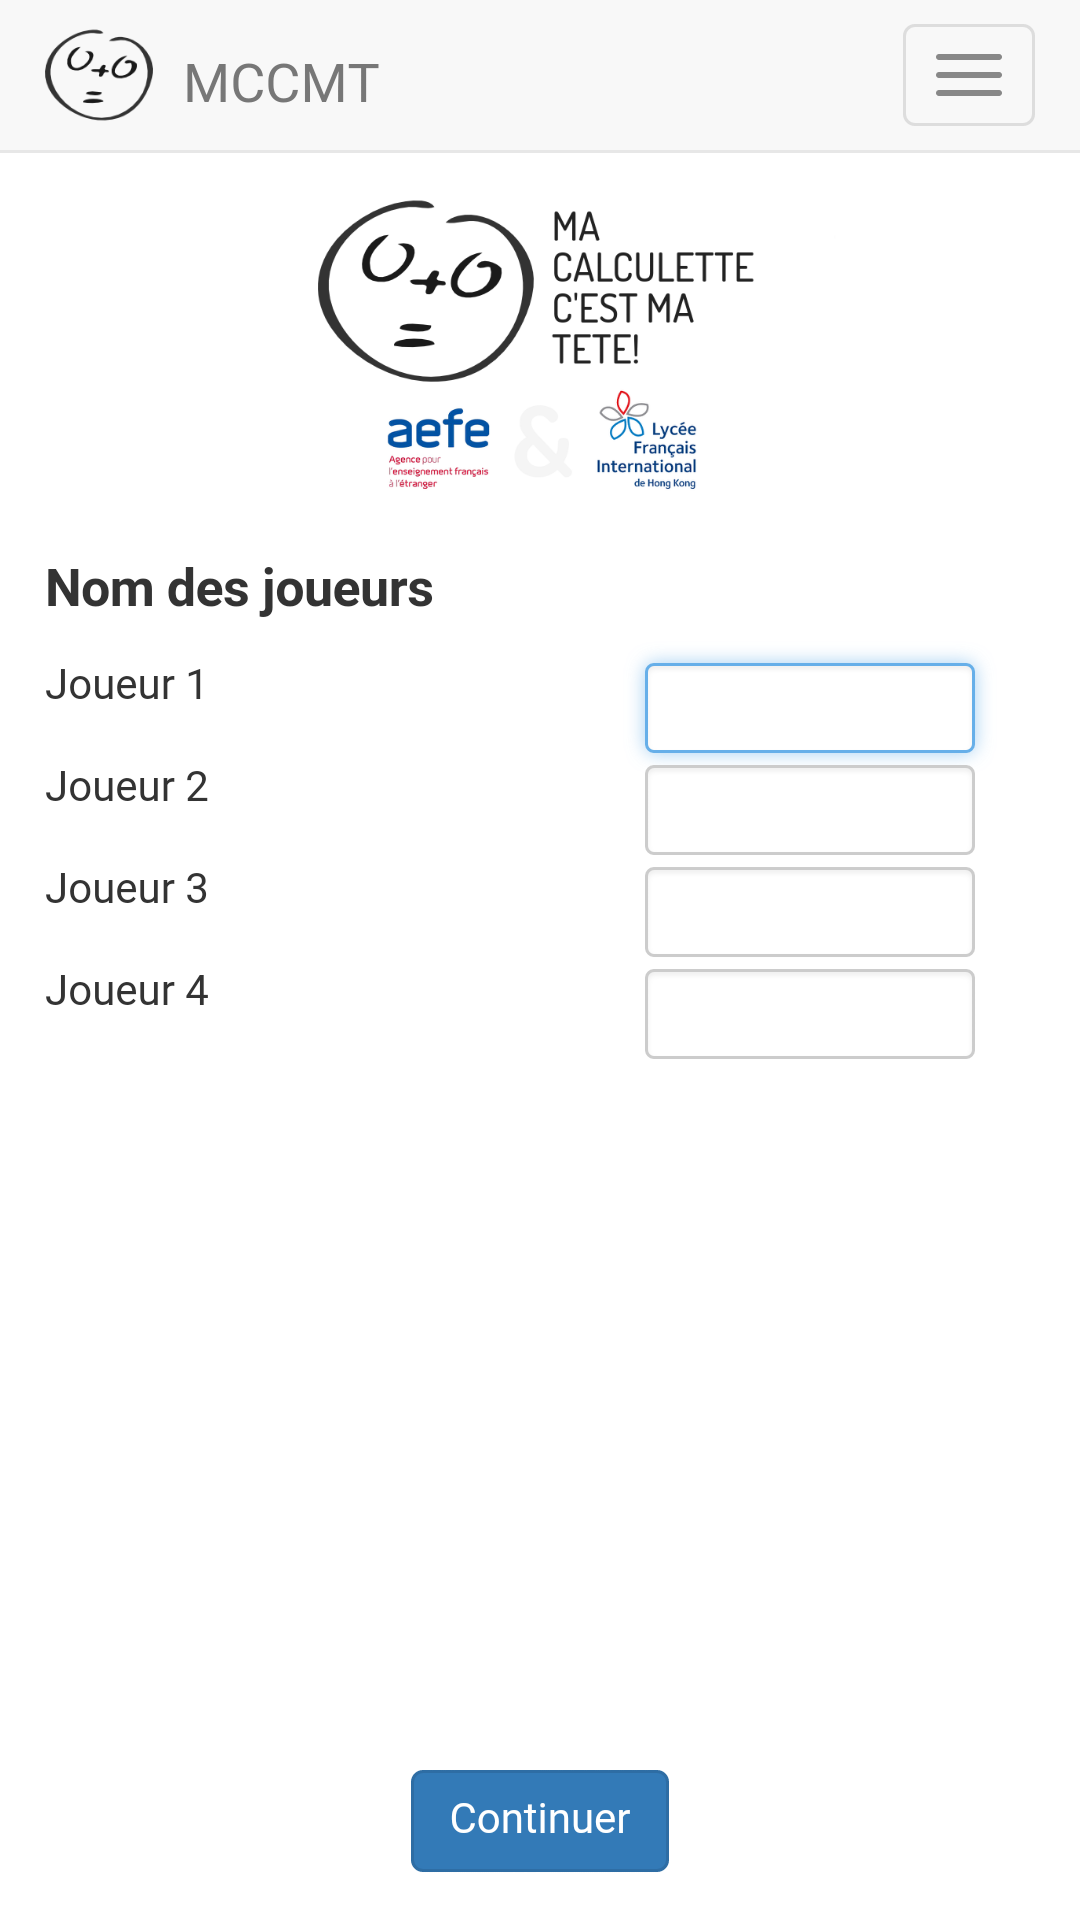 MCCMT
MA
CALCULETTE
C'EST MA
TETE!
aefe
Agence pour
l'enseignement français
à l'étranger
&
Lycée
Français
International
de Hong Kong
Nom des joueurs
Joueur 1
Joueur 2
Joueur 3
Joueur 4
Continuer